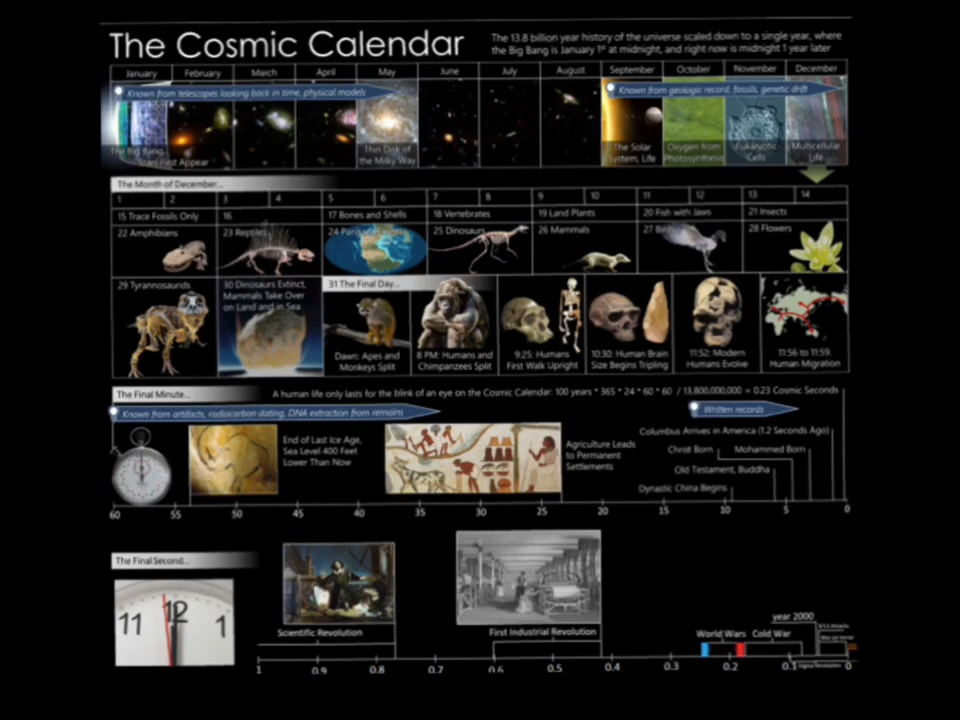 The Cosmic Calendar
The 13.8 billion year history of the universe scaled down to a single year, where
the Big Bang is January 1st at midnight, and right now is midnight 1 year later
January February March April May June July August September October November December
Known from telescopes looking back in time, physical models
Known from geologic record, fossils, genetic drift
The Big Bang,
Stars First Appear
Thin Disk of
the Milky Way
The Solar
System, Life
Oxygen from
Photosynthesis
Eukaryotic
Cells
Multicellular
Life
The Month of December...
1 2 3 4 5 6 7 8 9 10 11 12 13 14
15 Trace Fossils Only 16 17 Bones and Shells 18 Vertebrates 19 Land Plants 20 Fish with Jaws 21 Insects
22 Amphibians 23 Reptiles 24 25 Dinosaurs 26 Mammals 27 Birds 28 Flowers
29 Tyrannosaurids
30 Dinosaurs Extinct,
Mammals Take Over
on Land and in Sea
31 The Final Day...
Dawn: Apes and
Monkeys Split
8 PM: Humans and
Chimpanzees Split
9:25: Humans
First Walk Upright
10:30: Human Brain
Size Begins Tripling
11:52: Modern
Humans Evolve
11:56 to 11:59:
Human Migration
The Final Minute...
A human life only lasts for the blink of an eye on the Cosmic Calendar: 100 years * 365 * 24 * 60 * 60 / 13,800,000,000 = 0.23 Cosmic Seconds
Known from artifacts, radiocarbon dating, DNA extraction from remains
Written records
End of Last Ice Age,
Sea Level 400 Feet
Lower Than Now
Agriculture Leads
to Permanent
Settlements
Columbus Arrives in America (1.2 Seconds Ago)
Christ Born Mohammed Born
Old Testament, Buddha
Dynastic China Begins
60 55 50 45 40 35 30 25 20 15 10 5 0
The Final Second...
11 12 1
Scientific Revolution
First Industrial Revolution
year 2000
World Wars Cold War
1 0.9 0.8 0.7 0.6 0.5 0.4 0.3 0.2 0.1 0